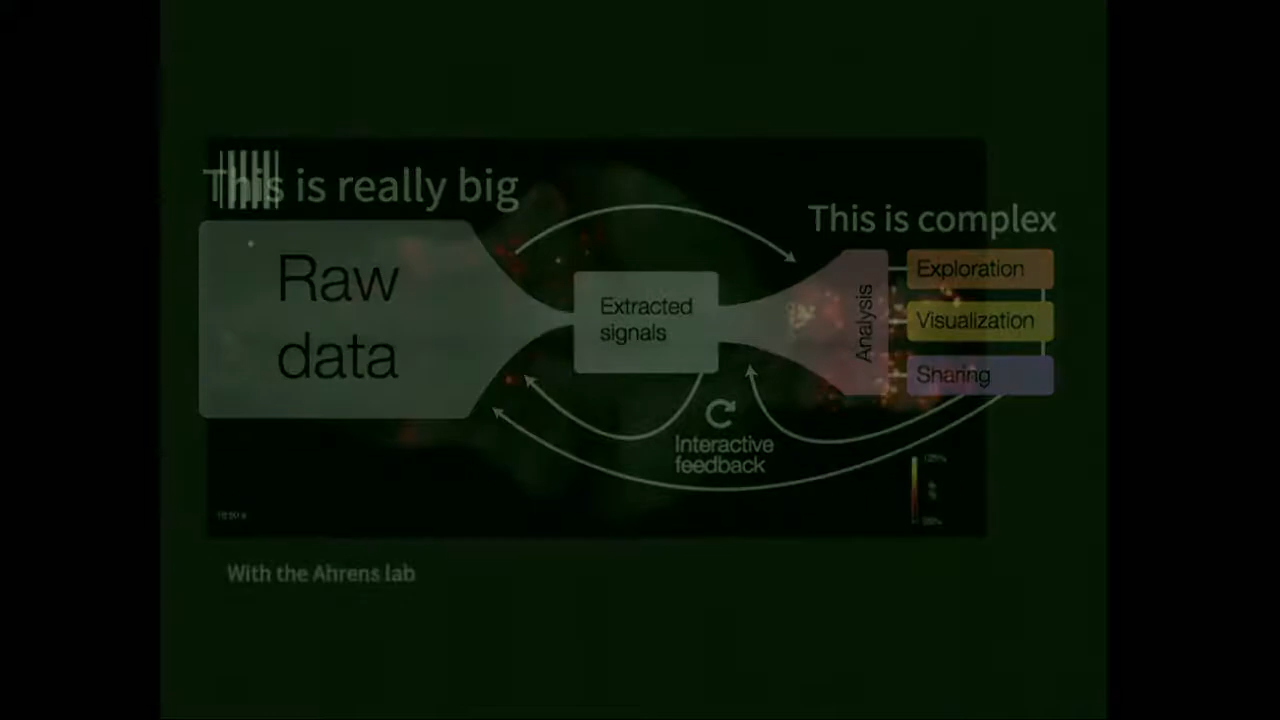 This is really big
This is complex
Raw
data
Extracted
signals
Analysis
Exploration
Visualization
Sharing
Interactive
feedback
With the Ahrens lab